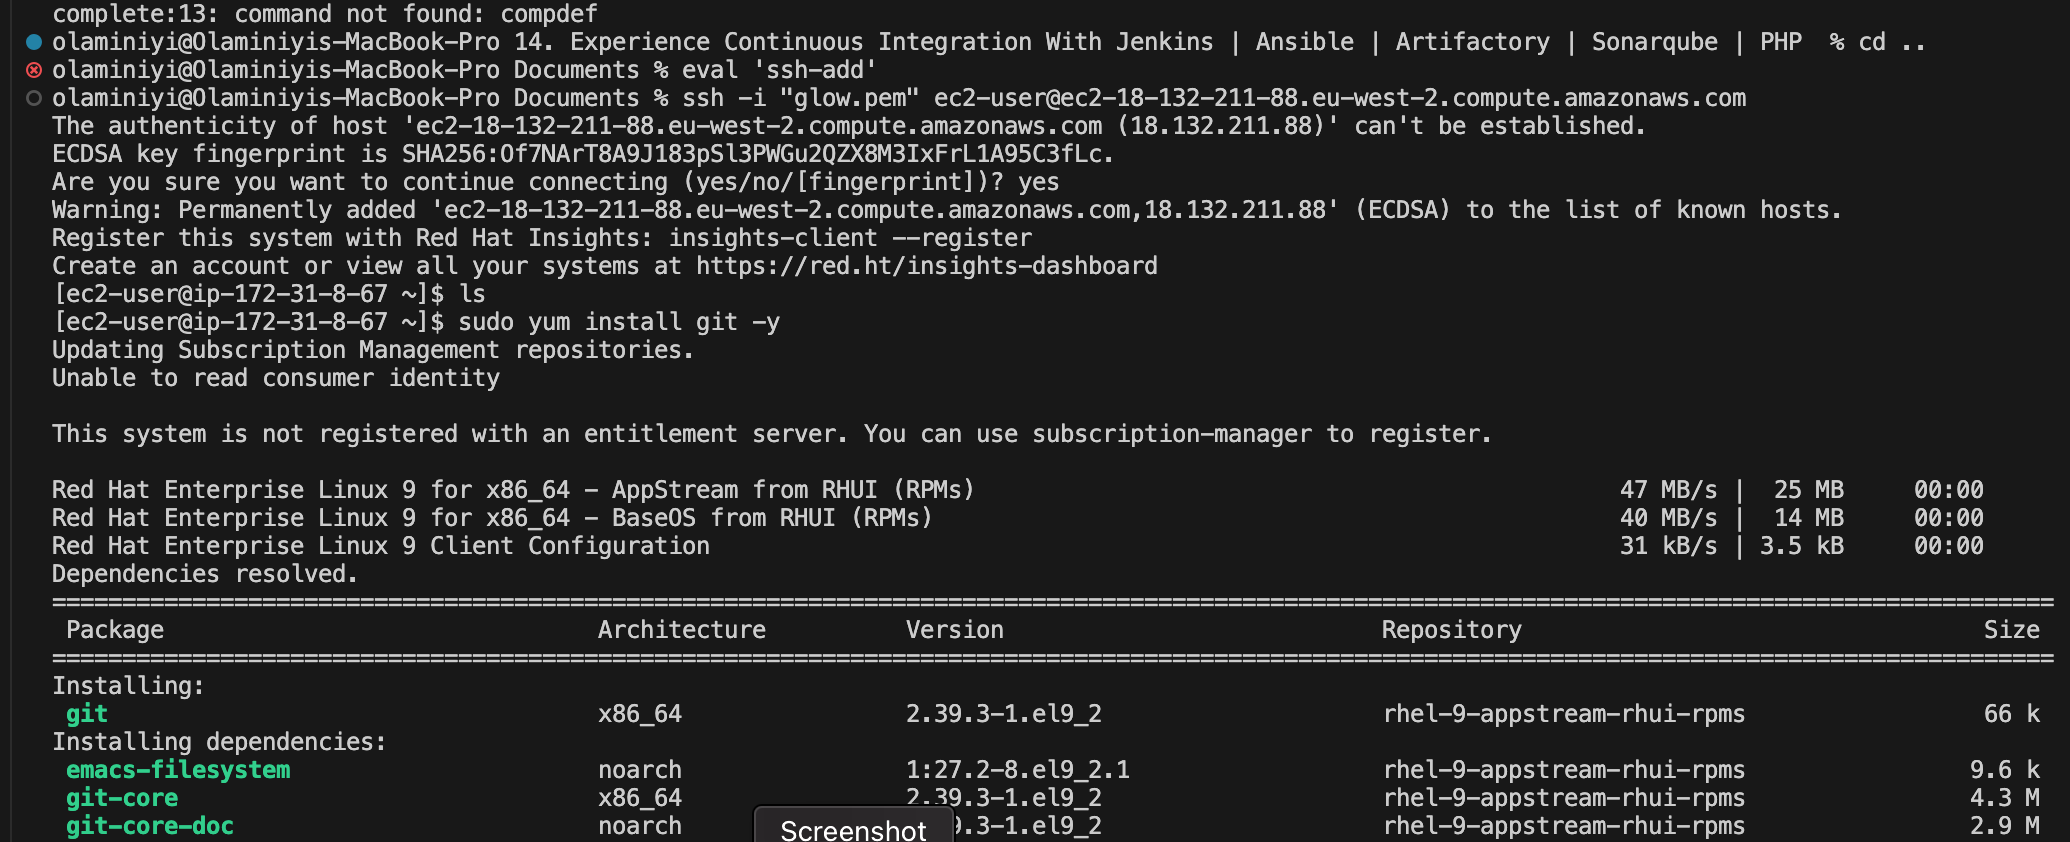 complete:13: command not found: compdef
olaminiyi@Olaminiyis-MacBook-Pro 14. Experience Continuous Integration With Jenkins | Ansible | Artifactory | Sonarqube | PHP  % cd ..
olaminiyi@Olaminiyis-MacBook-Pro Documents % eval 'ssh-add'
olaminiyi@Olaminiyis-MacBook-Pro Documents % ssh -i "glow.pem" ec2-user@ec2-18-132-211-88.eu-west-2.compute.amazonaws.com
The authenticity of host 'ec2-18-132-211-88.eu-west-2.compute.amazonaws.com (18.132.211.88)' can't be established.
ECDSA key fingerprint is SHA256:Of7NArT8A9J183pSl3PWGu2QZX8M3IxFrL1A95C3fLc.
Are you sure you want to continue connecting (yes/no/[fingerprint])? yes
Warning: Permanently added 'ec2-18-132-211-88.eu-west-2.compute.amazonaws.com,18.132.211.88' (ECDSA) to the list of known hosts.
Register this system with Red Hat Insights: insights-client --register
Create an account or view all your systems at https://red.ht/insights-dashboard
[ec2-user@ip-172-31-8-67 ~]$ ls
[ec2-user@ip-172-31-8-67 ~]$ sudo yum install git -y
Updating Subscription Management repositories.
Unable to read consumer identity
This system is not registered with an entitlement server. You can use subscription-manager to register.
Red Hat Enterprise Linux 9 for x86_64 - AppStream from RHUI (RPMs) 47 MB/s | 25 MB 00:00
Red Hat Enterprise Linux 9 for x86_64 - BaseOS from RHUI (RPMs) 40 MB/s | 14 MB 00:00
Red Hat Enterprise Linux 9 Client Configuration 31 kB/s | 3.5 kB 00:00
Dependencies resolved.
Package Architecture Version Repository Size
Installing:
git x86_64 2.39.3-1.el9_2 rhel-9-appstream-rhui-rpms 66 k
Installing dependencies:
emacs-filesystem noarch 1:27.2-8.el9_2.1 rhel-9-appstream-rhui-rpms 9.6 k
git-core x86_64 2.39.3-1.el9_2 rhel-9-appstream-rhui-rpms 4.3 M
git-core-doc noarch 9.3-1.el9_2 rhel-9-appstream-rhui-rpms 2.9 M
Screenshot